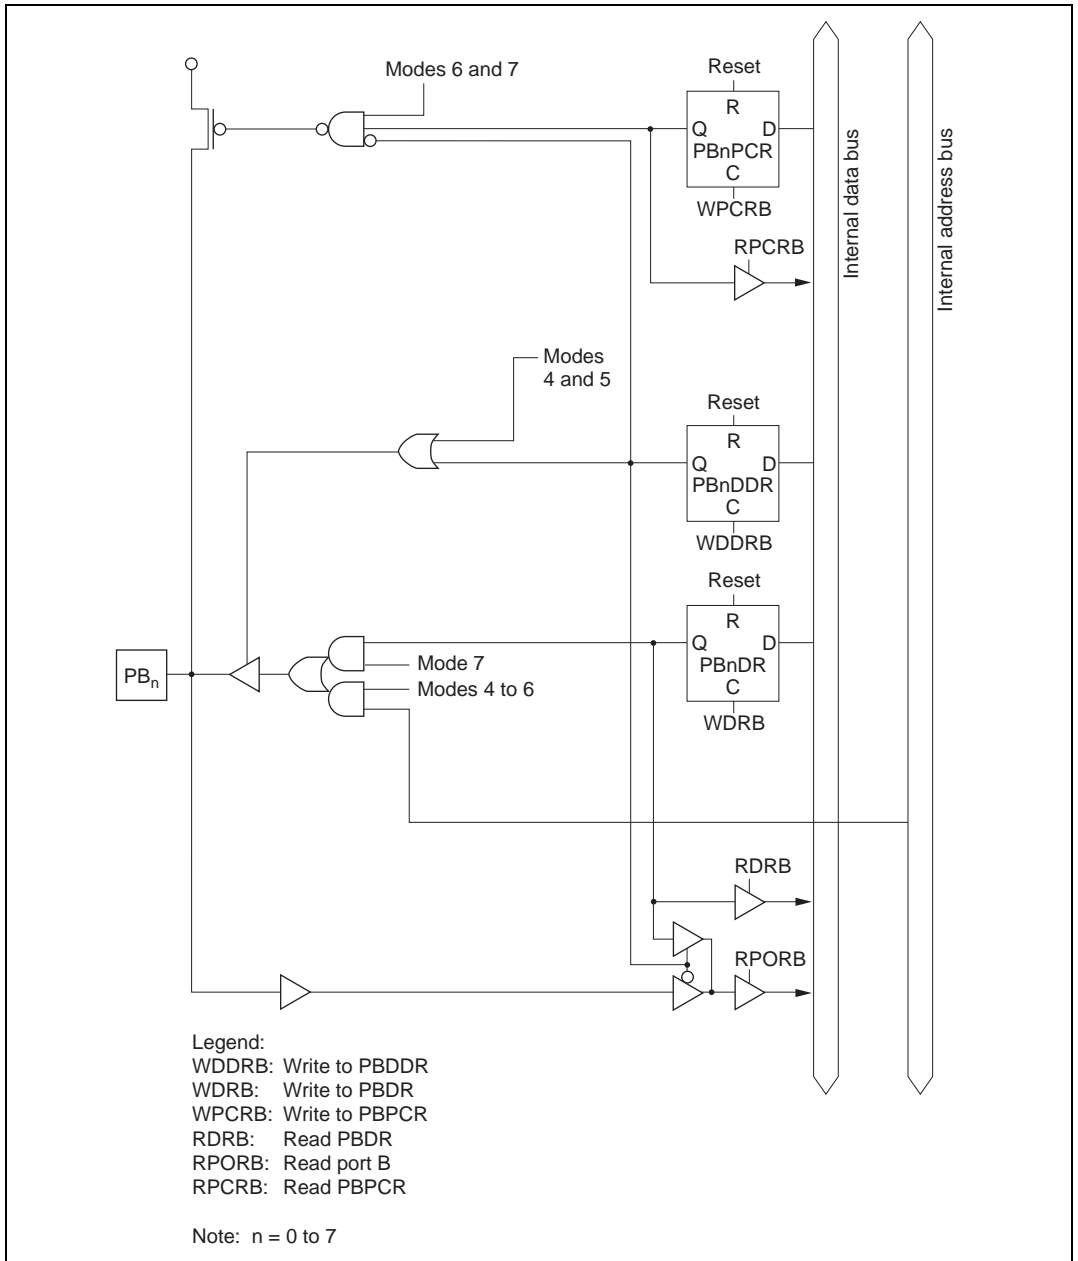 Modes 6 and 7
Reset
R
Q D
PBnPCR
C
WPCRB
RPCRB
Internal data bus
Internal address bus
Modes
4 and 5
Reset
R
Q D
PBnDDR
C
WDDRB
Reset
R
Q D
PBnDR
C
WDRB
PBn
Mode 7
Modes 4 to 6
RDRB
RPORB
Legend:
WDDRB: Write to PBDDR
WDRB: Write to PBDR
WPCRB: Write to PBPCR
RDRB: Read PBDR
RPORB: Read port B
RPCRB: Read PBPCR
Note: n = 0 to 7